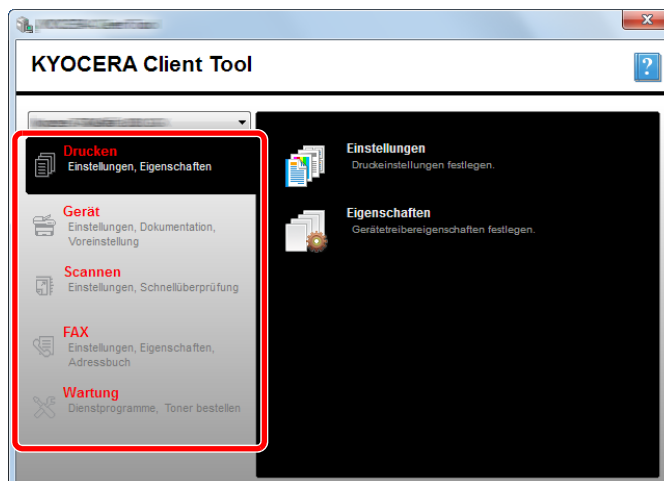 KYOCERA Client Tool
?
Drucken
Einstellungen, Eigenschaften
Gerät
Einstellungen, Dokumentation,
Voreinstellung
Scannen
Einstellungen, Schnellüberprüfung
FAX
Einstellungen, Eigenschaften,
Adressbuch
Wartung
Dienstprogramme, Toner bestellen
Einstellungen
Druckeinstellungen festlegen.
Eigenschaften
Gerätetreibereigenschaften festlegen.